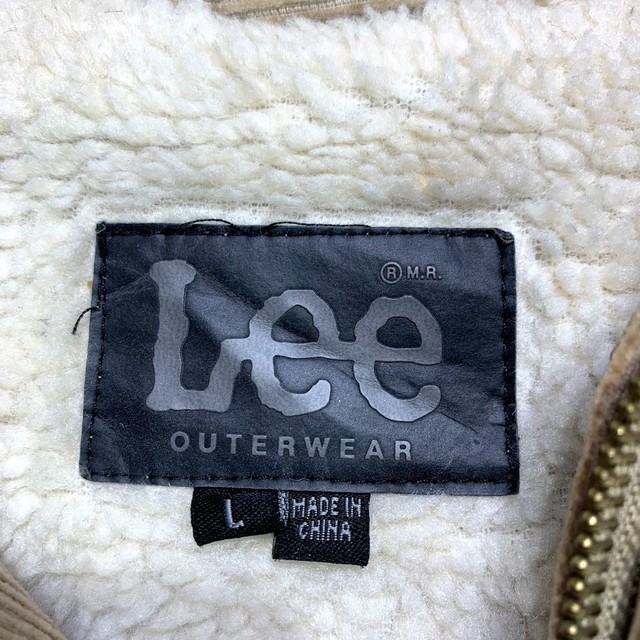 ® M.R.
Lee
OUTERWEAR
L
MADE IN
CHINA